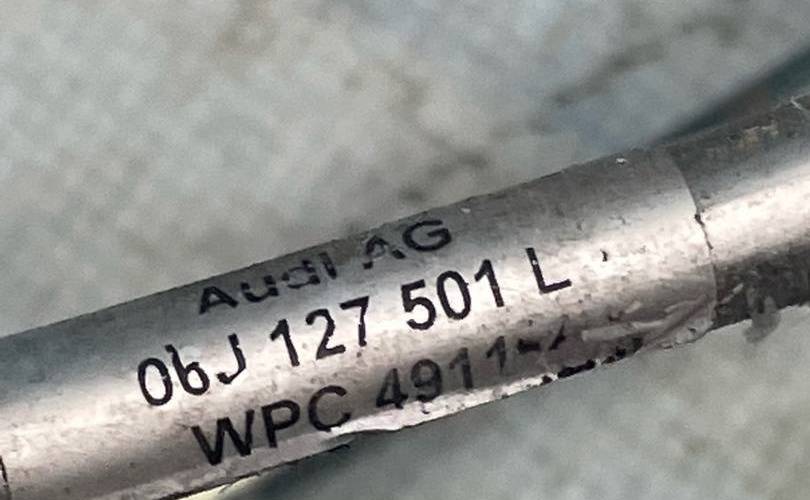 Audi AG
06J 127 501 L
WPC 4911-